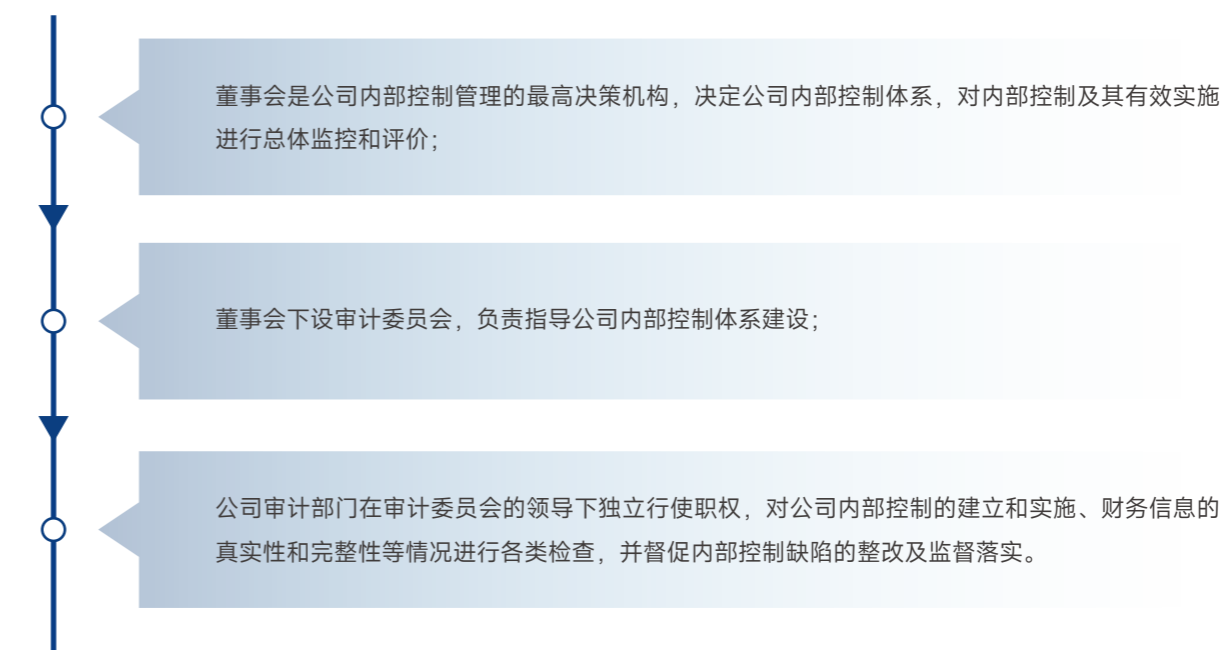 董事会是公司内部控制管理的最高决策机构，决定公司内部控制体系，对内部控制及其有效实施
进行总体监控和评价；
董事会下设审计委员会，负责指导公司内部控制体系建设；
公司审计部门在审计委员会的领导下独立行使职权，对公司内部控制的建立和实施、财务信息的
真实性和完整性等情况进行各类检查，并督促内部控制缺陷的整改及监督落实。